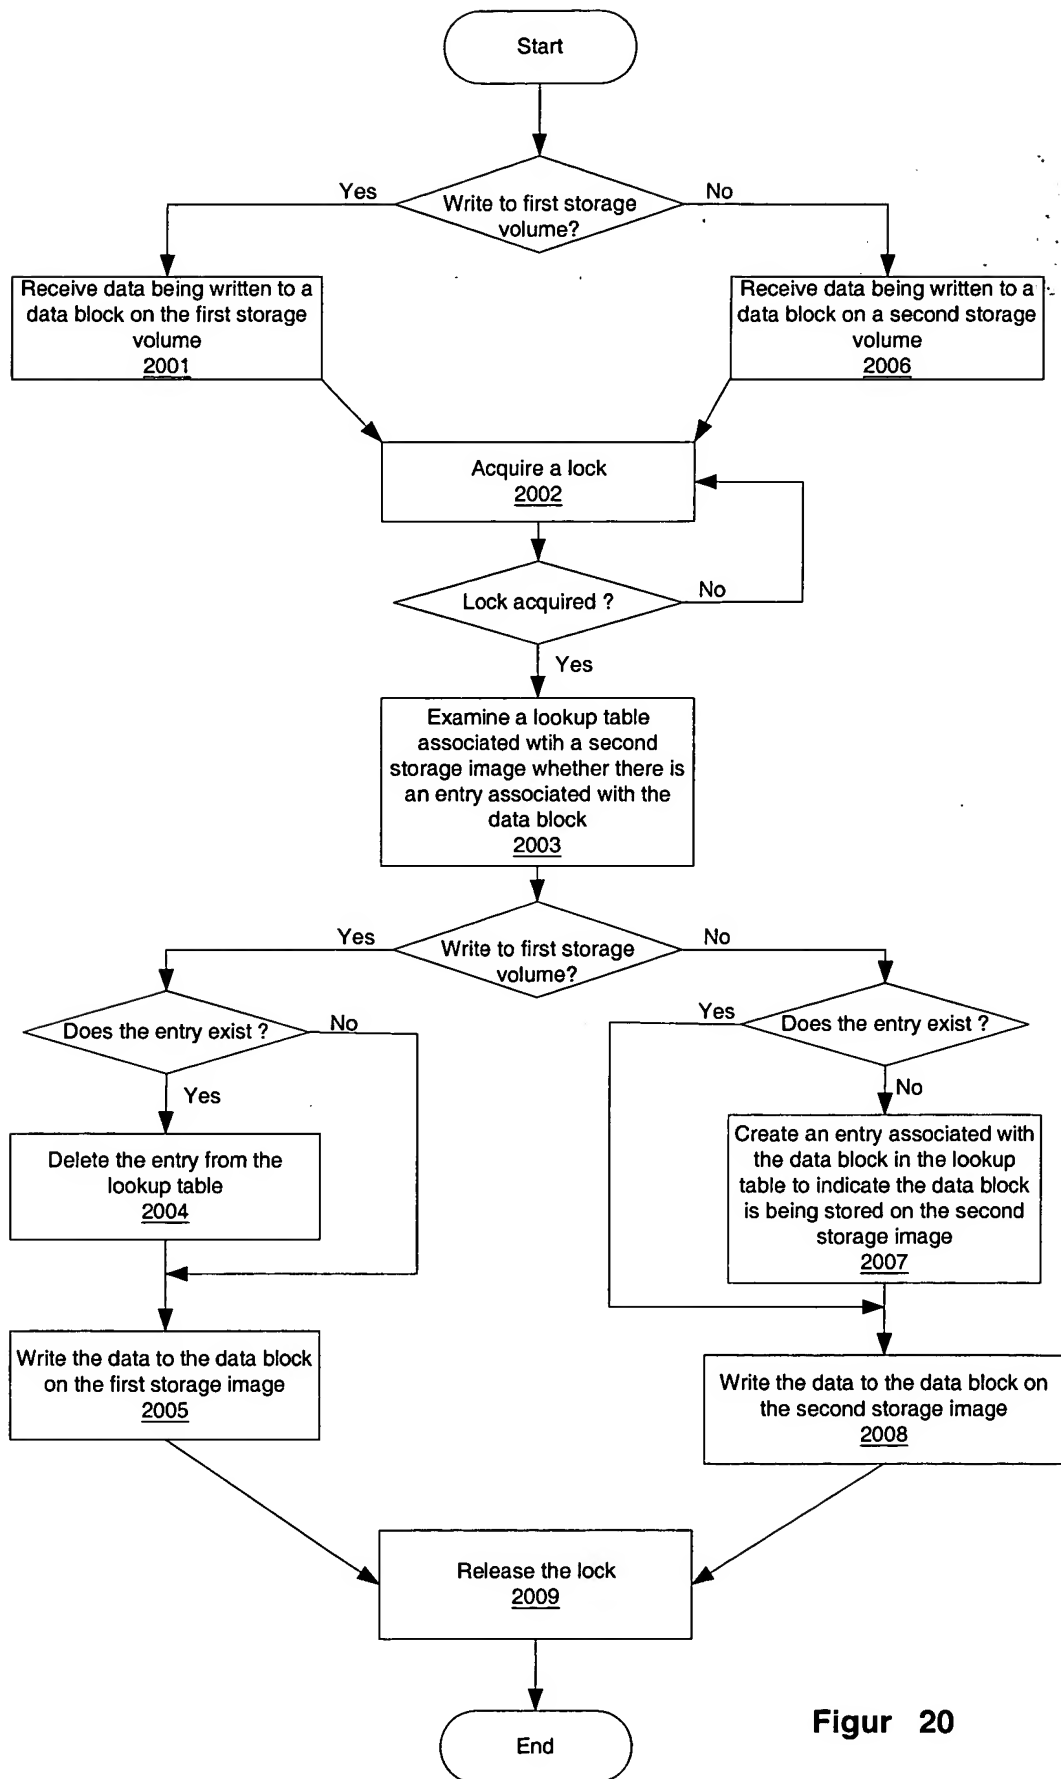 Start
Write to first storage
volume?
Yes
No
Receive data being written to a
data block on the first storage
volume
2001
Receive data being written to a
data block on a second storage
volume
2006
Acquire a lock
2002
Lock acquired ?
No
Yes
Examine a lookup table
associated wtih a second
storage image whether there is
an entry associated with the
data block
2003
Write to first storage
volume?
Yes
No
Does the entry exist ?
No
Yes
Does the entry exist ?
Yes
No
Delete the entry from the
lookup table
2004
Create an entry associated with
the data block in the lookup
table to indicate the data block
is being stored on the second
storage image
2007
Write the data to the data block
on the first storage image
2005
Write the data to the data block on
the second storage image
2008
Release the lock
2009
End
Figur 20